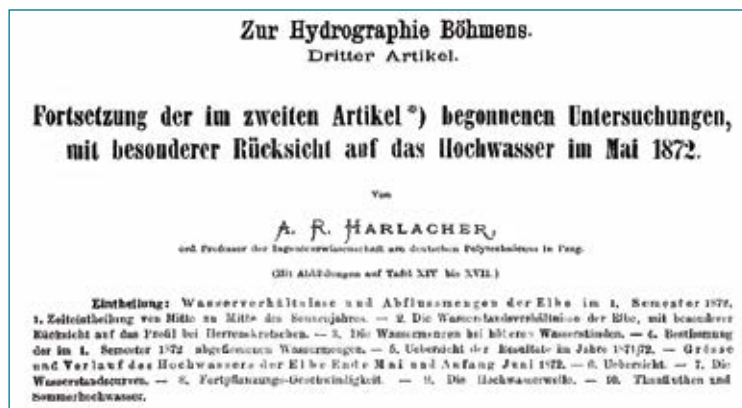 Zur Hydrographie Böhmens.
Dritter Artikel.
Fortsetzung der im zweiten Artikel*) begonnenen Untersuchungen,
mit besonderer Rücksicht auf das Hochwasser im Mai 1872.
Von
A. R. HARLACHER,
ord. Professor der Ingenieurwissenschaft am deutschen Polytechnikum in Prag.
(Mit Abbildungen auf Tafel XIV bis XVII.)
Eintheilung: Wasserverhältnisse und Abflussmengen der Elbe im 1. Semester 1872.
1. Zeiteintheilung von Mitte zu Mitte des Sonnenjahres. — 2. Die Wasserstandsverhältnisse der Elbe, mit besonderer
Rücksicht auf das Profil bei Herrnskretschen. — 3. Die Wassermengen bei höheren Wasserständen. — 4. Bestimmung
der im 1. Semester 1872 abgeflossenen Wassermengen. — 5. Uebersicht der Resultate im Jahre 1871/72. — Grösse
und Verlauf des Hochwassers der Elbe Ende Mai und Anfang Juni 1872. — 6. Uebersicht. — 7. Die
Wasserstandscurven. — 8. Fortpflanzungs-Geschwindigkeit. — 9. Die Hochwasserwelle. — 10. Thaufluthen und
Sommerhochwasser.